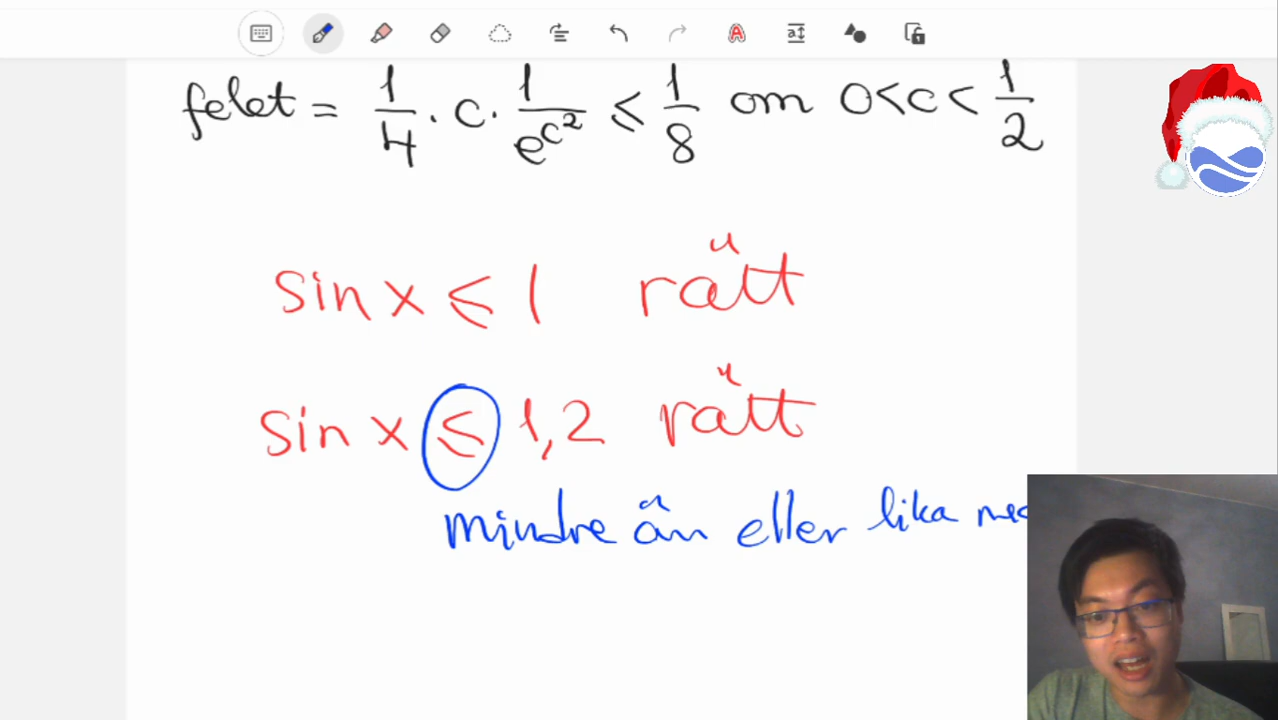 felet = 1/4 · c · 1/e^(c²) ≤ 1/8 om 0<c<1/2
sin x ≤ 1 rätt
sin x ≤ 1,2 rätt
mindre än eller lika